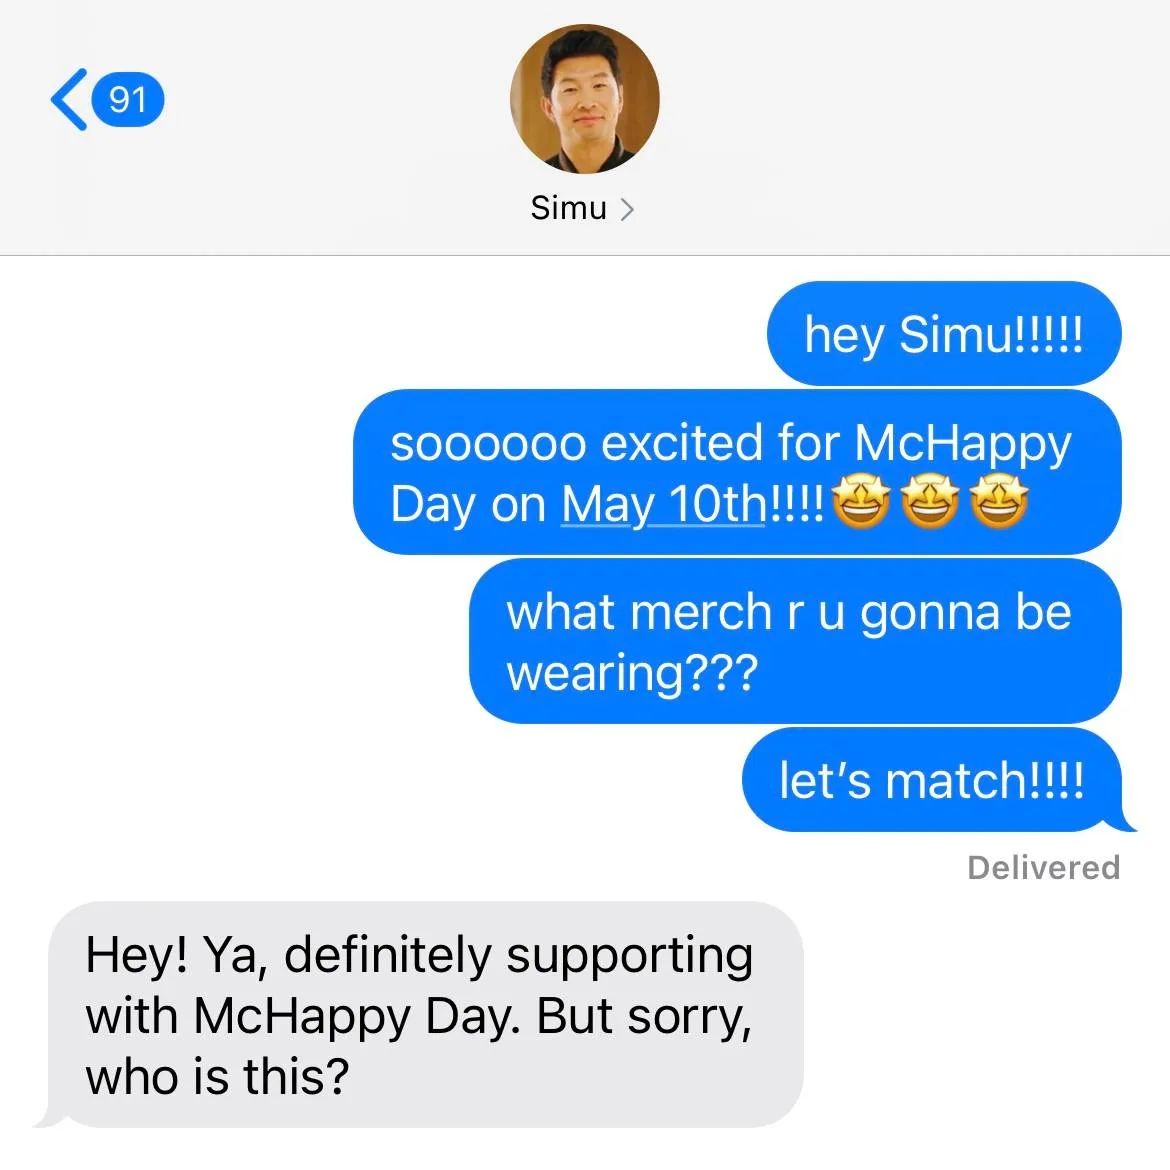 91
Simu >
hey Simu!!!!!
soooooo excited for McHappy
Day on May 10th!!!!🤩🤩🤩
what merch r u gonna be
wearing???
let’s match!!!!
Delivered
Hey! Ya, definitely supporting
with McHappy Day. But sorry,
who is this?